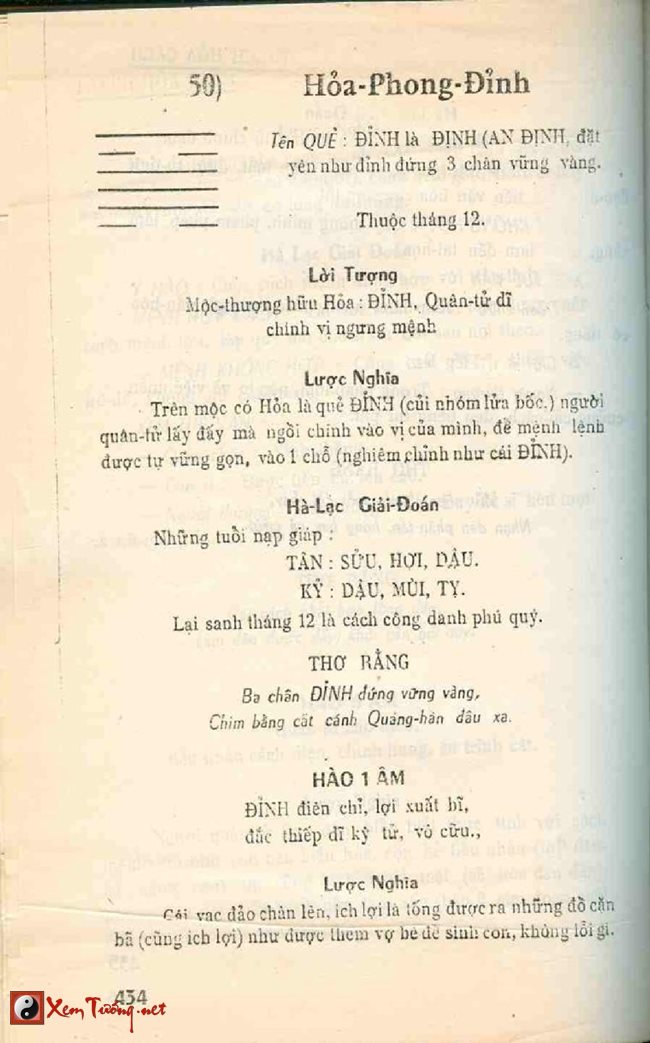 50) Hỏa-Phong-Đỉnh
Tên QUẺ : ĐỈNH là ĐỊNH (AN ĐỊNH, đặt
yên như đỉnh đứng 3 chân vững vàng.
Thuộc tháng 12.
Lời Tượng
Mộc-thượng hữu Hỏa : ĐỈNH, Quân-tử dĩ
chính vị ngưng mệnh
Lược Nghĩa
Trên mộc có Hỏa là quẻ ĐỈNH (củi nhóm lửa bốc.) người
quân-tử lấy đấy mà ngồi chính vào vị của mình, để mệnh lệnh
được tự vững gọn, vào 1 chỗ (nghiêm chỉnh như cái ĐỈNH).
Hà-Lạc Giải-Đoán
Những tuổi nạp giáp :
TÂN : SỬU, HỢI, DẬU.
KỶ : DẬU, MÙI, TỴ.
Lại sanh tháng 12 là cách công danh phú quý.
THƠ RẰNG
Ba chân ĐỈNH đứng vững vàng,
Chim bằng cất cánh Quảng-hàn đâu xa.
HÀO 1 ÂM
ĐỈNH điên chỉ, lợi xuất bĩ,
đắc thiếp dĩ kỳ tử, vô cữu.,
Lược Nghĩa
Cái vạc đảo chân lên, ích lợi là tống được ra những đồ cặn
bã (cũng ích lợi) như được thêm vợ bé để sinh con, không lỗi gì.
434
XemTướng.net